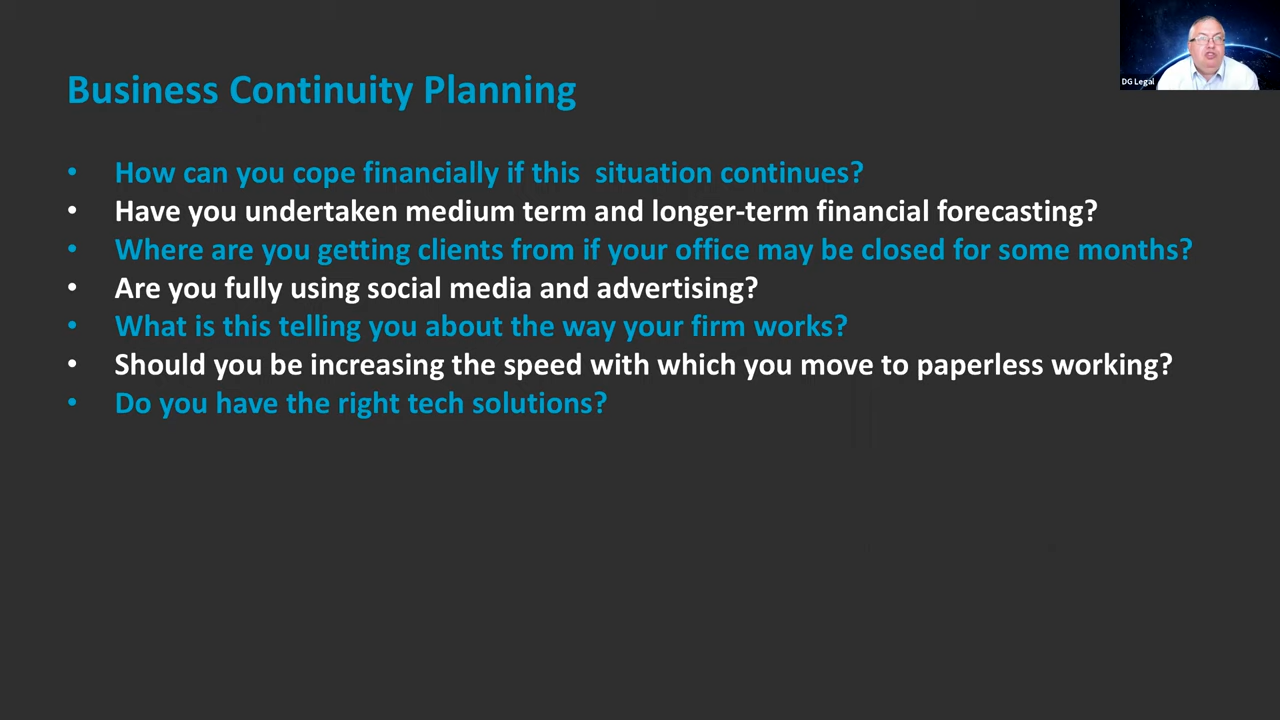 Business Continuity Planning
DG Legal
• How can you cope financially if this  situation continues?
• Have you undertaken medium term and longer-term financial forecasting?
• Where are you getting clients from if your office may be closed for some months?
• Are you fully using social media and advertising?
• What is this telling you about the way your firm works?
• Should you be increasing the speed with which you move to paperless working?
• Do you have the right tech solutions?